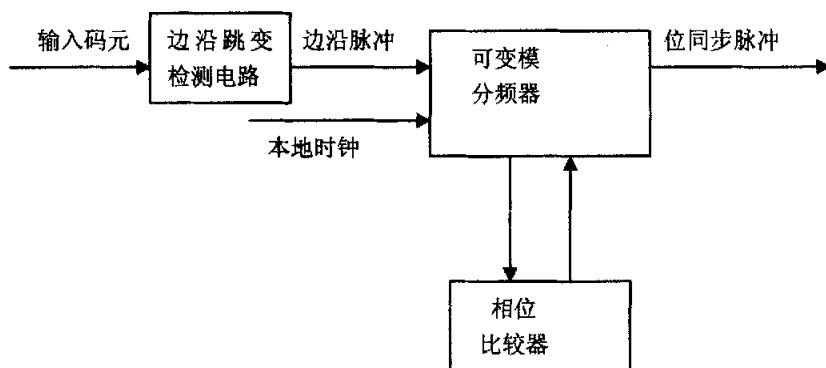 输入码元
边沿跳变
检测电路
边沿脉冲
本地时钟
可变模
分频器
位同步脉冲
相位
比较器